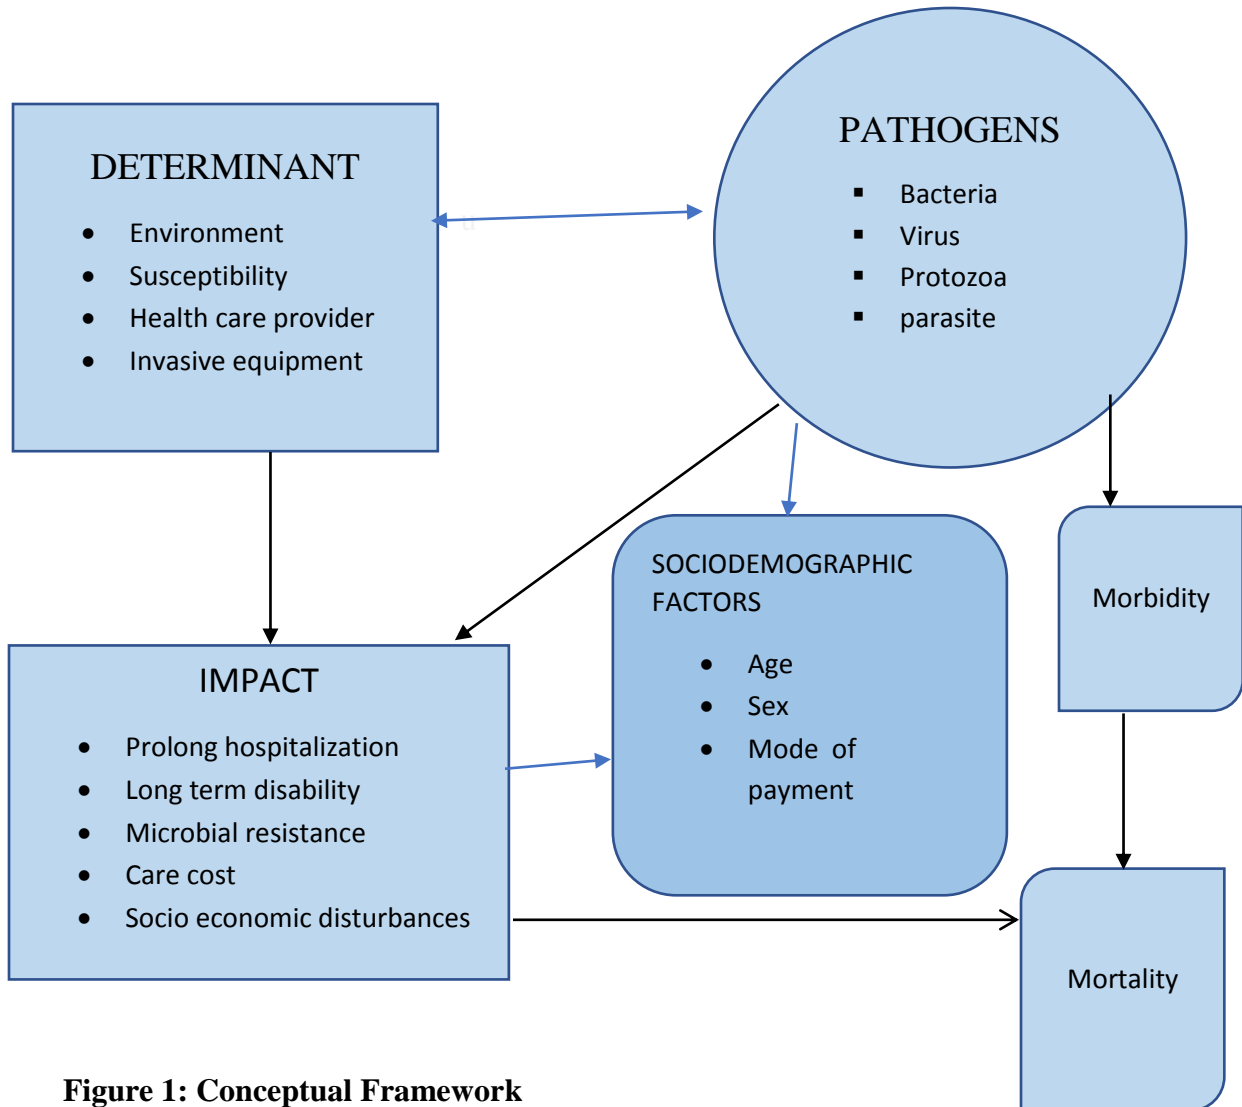 DETERMINANT
Environment
Susceptibility
Health care provider
Invasive equipment
PATHOGENS
Bacteria
Virus
Protozoa
parasite
SOCIODEMOGRAPHIC
FACTORS
Age
Sex
Mode of
payment
Morbidity
IMPACT
Prolong hospitalization
Long term disability
Microbial resistance
Care cost
Socio economic disturbances
Mortality
Figure 1: Conceptual Framework